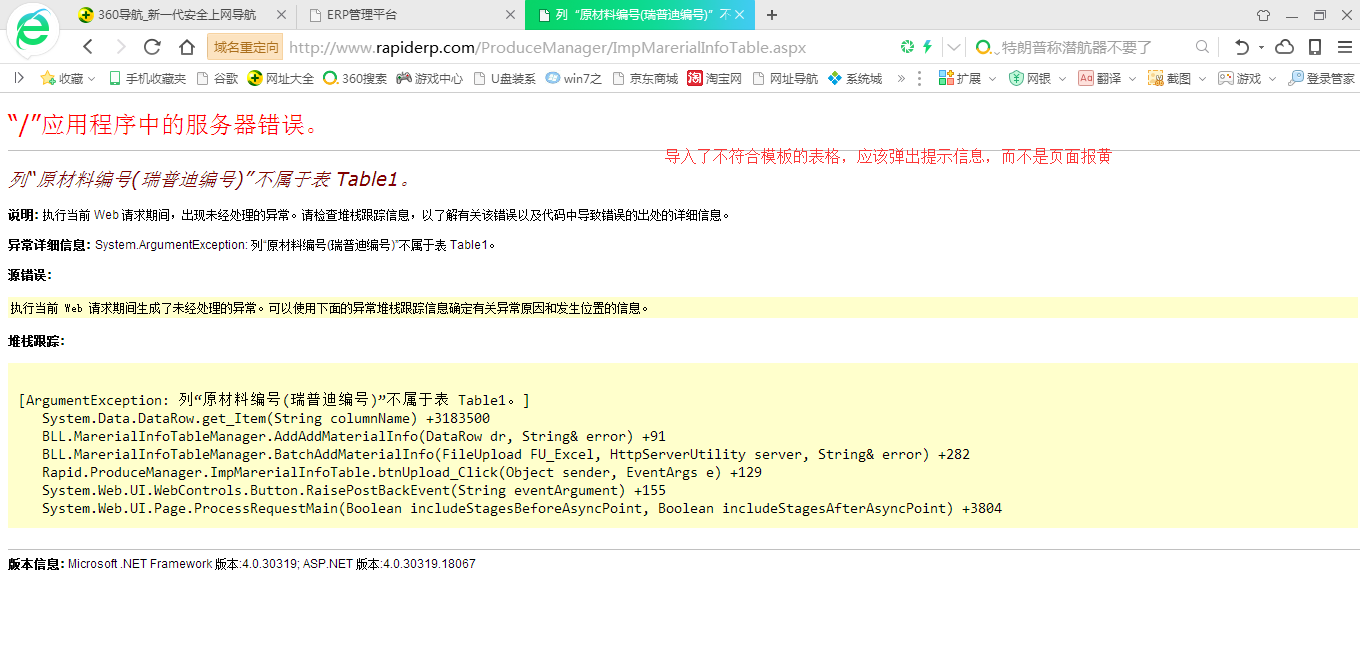 360导航_新一代安全上网导航
ERP管理平台
列“原材料编号(瑞普迪编号)”不
域名重定向
http://www.rapiderp.com/ProduceManager/ImpMarerialInfoTable.aspx
特朗普称潜航器不要了
收藏
手机收藏夹
谷歌
网址大全
360搜索
游戏中心
U盘装系
win7之
京东商城
淘 淘宝网
网址导航
系统城
»
扩展
¥ 网银
Aa 翻译
截图
游戏
登录管家
“/”应用程序中的服务器错误。
导入了不符合模板的表格，应该弹出提示信息，而不是页面报黄
列“原材料编号(瑞普迪编号)”不属于表 Table1。
说明: 执行当前 Web 请求期间，出现未经处理的异常。请检查堆栈跟踪信息，以了解有关该错误以及代码中导致错误的出处的详细信息。
异常详细信息: System.ArgumentException: 列“原材料编号(瑞普迪编号)”不属于表 Table1。
源错误:
执行当前 Web 请求期间生成了未经处理的异常。可以使用下面的异常堆栈跟踪信息确定有关异常原因和发生位置的信息。
堆栈跟踪:
[ArgumentException: 列“原材料编号(瑞普迪编号)”不属于表 Table1。]
System.Data.DataRow.get_Item(String columnName) +3183500
BLL.MarerialInfoTableManager.AddAddMaterialInfo(DataRow dr, String& error) +91
BLL.MarerialInfoTableManager.BatchAddMaterialInfo(FileUpload FU_Excel, HttpServerUtility server, String& error) +282
Rapid.ProduceManager.ImpMarerialInfoTable.btnUpload_Click(Object sender, EventArgs e) +129
System.Web.UI.WebControls.Button.RaisePostBackEvent(String eventArgument) +155
System.Web.UI.Page.ProcessRequestMain(Boolean includeStagesBeforeAsyncPoint, Boolean includeStagesAfterAsyncPoint) +3804
版本信息: Microsoft .NET Framework 版本:4.0.30319; ASP.NET 版本:4.0.30319.18067